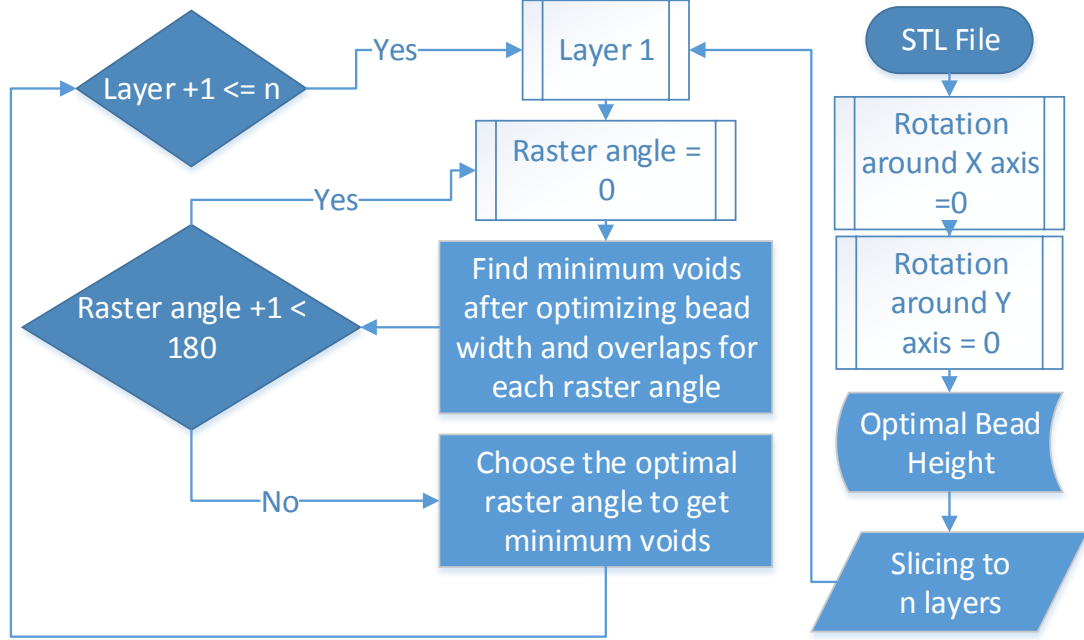 STL File
Rotation
around X axis
=0
Rotation
around Y
axis = 0
Optimal Bead
Height
Slicing to
n layers
Layer 1
Raster angle =
0
Find minimum voids
after optimizing bead
width and overlaps for
each raster angle
Raster angle +1 <
180
Yes
No
Choose the optimal
raster angle to get
minimum voids
Layer +1 <= n
Yes